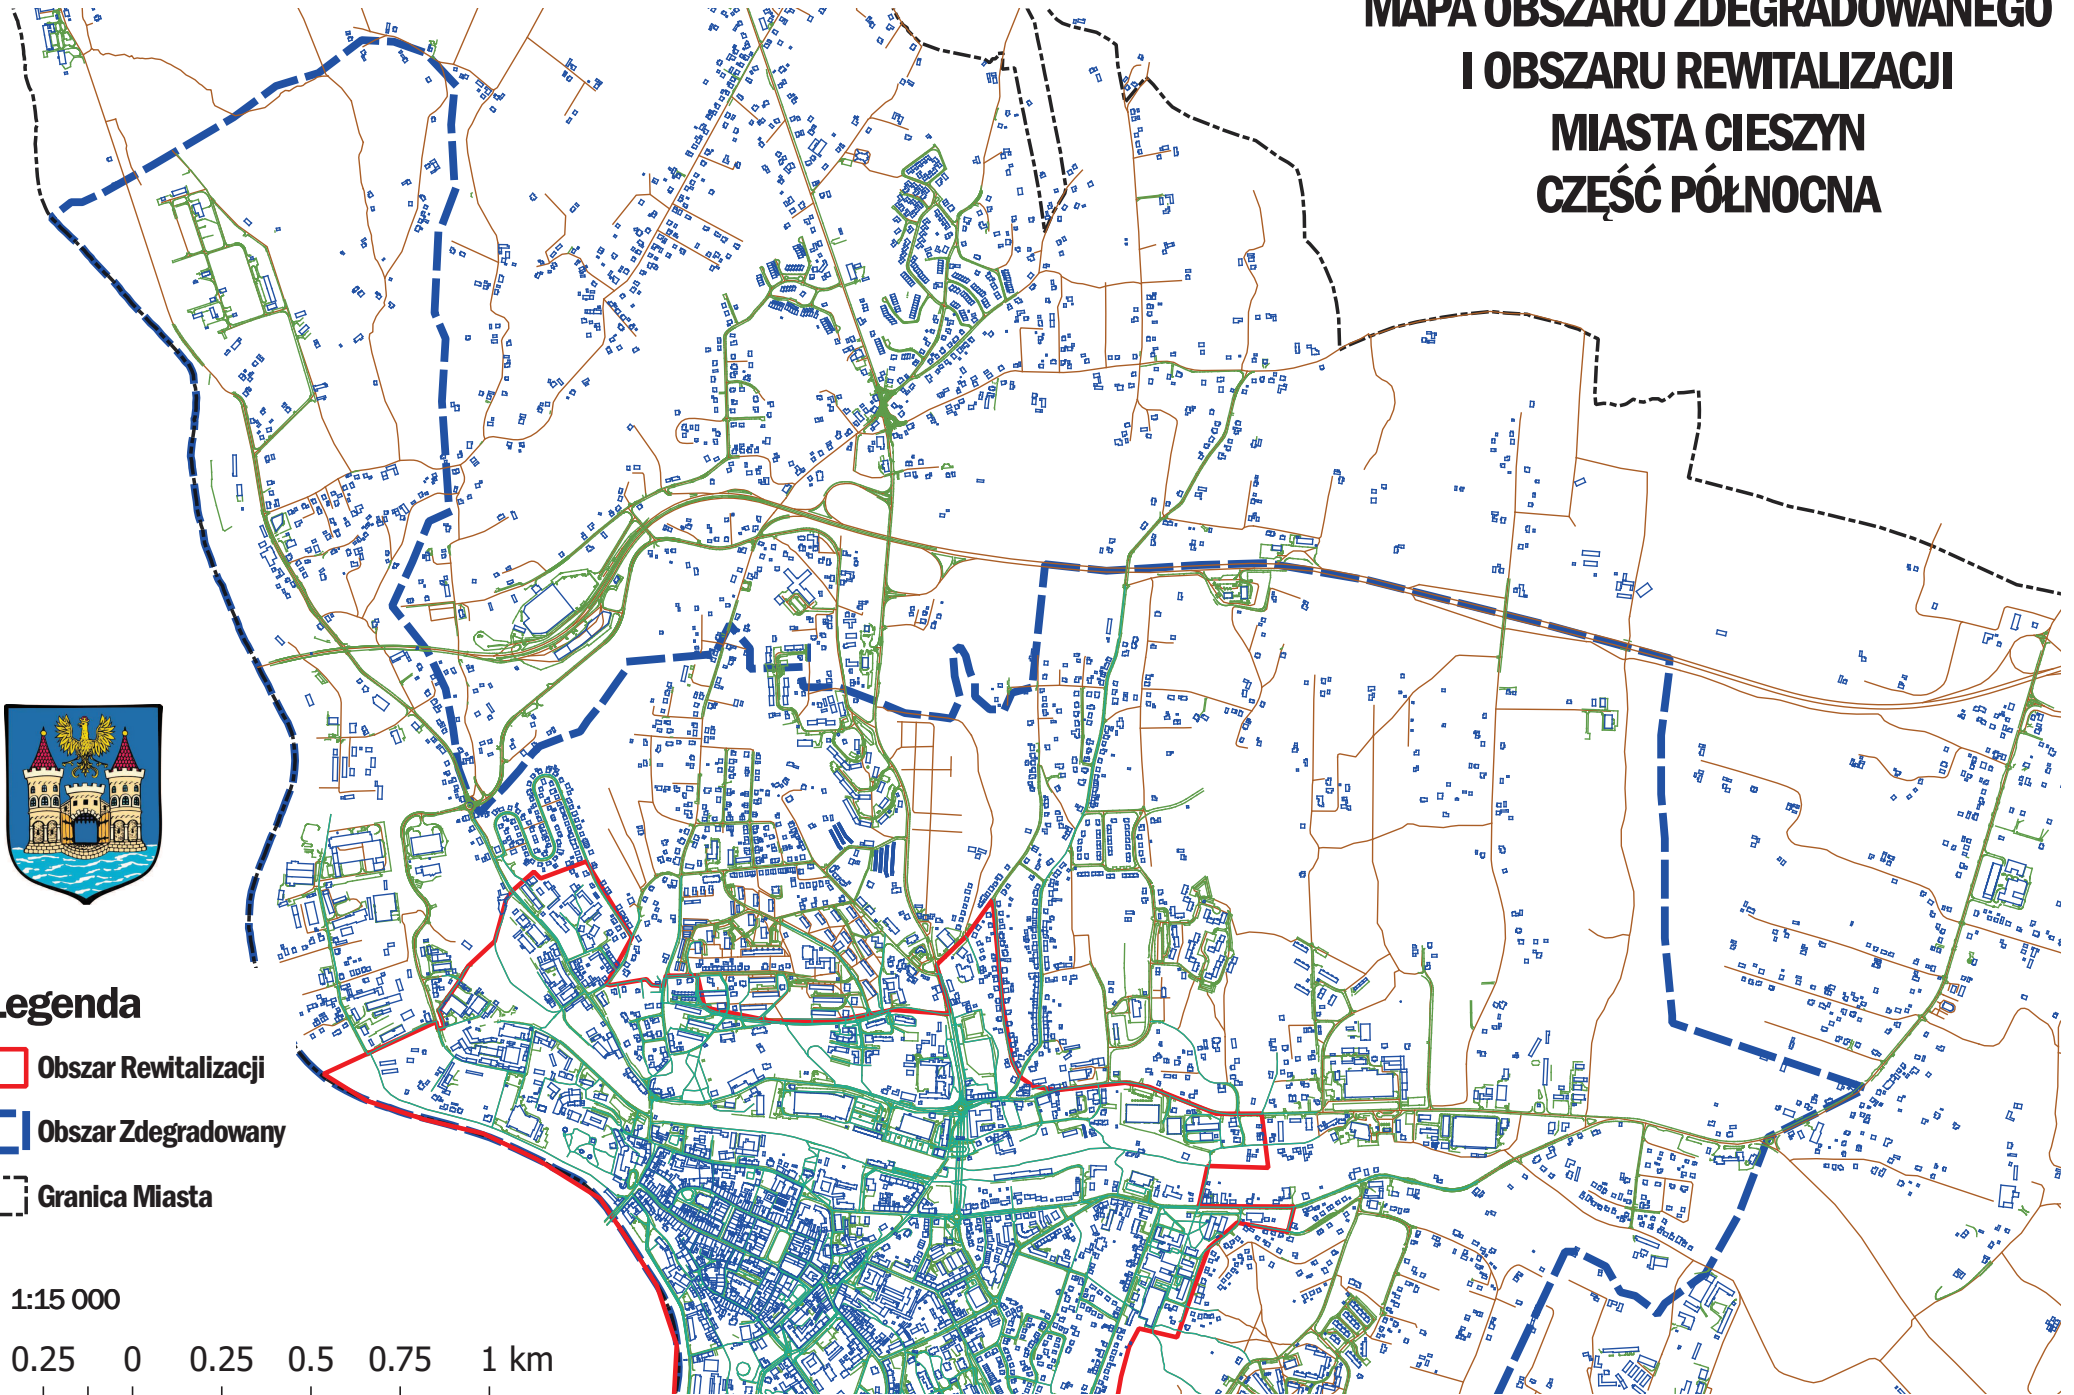 MAPA OBSZARU ZDEGRADOWANEGO
I OBSZARU REWITALIZACJI
MIASTA CIESZYN
CZĘŚĆ PÓŁNOCNA
Legenda
Obszar Rewitalizacji
Obszar Zdegradowany
Granica Miasta
1:15 000
0.25 0 0.25 0.5 0.75 1 km